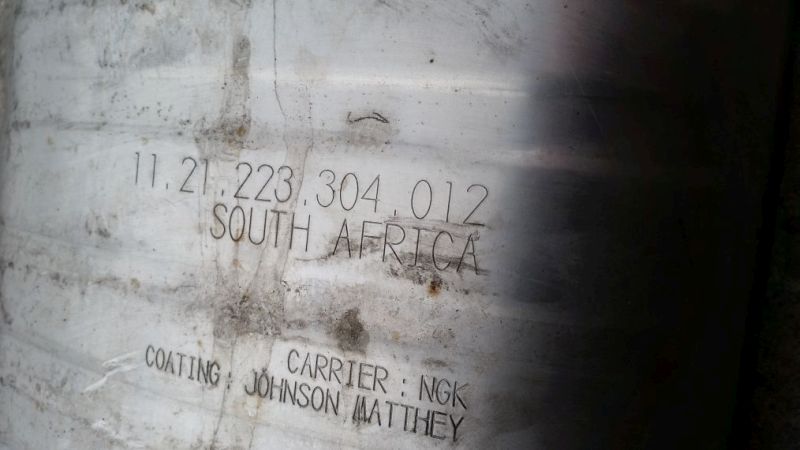 11.21.223.304.012
SOUTH AFRICA
CARRIER : NGK
COATING : JOHNSON MATTHEY